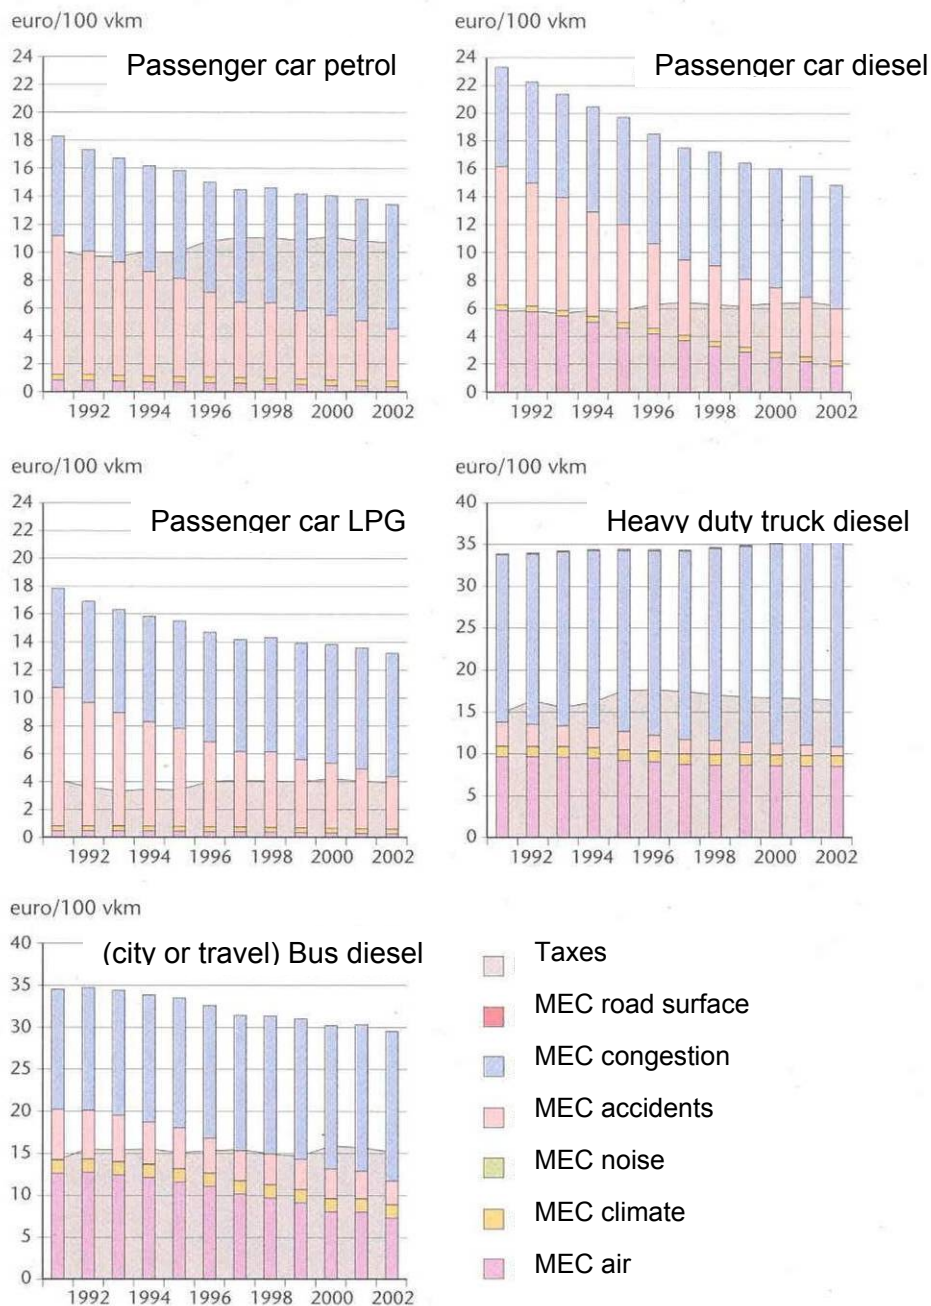 euro/100 vkm
Passenger car petrol
24
22
20
18
16
14
12
10
8
6
4
2
0
1992 1994 1996 1998 2000 2002
euro/100 vkm
Passenger car diesel
24
22
20
18
16
14
12
10
8
6
4
2
0
1992 1994 1996 1998 2000 2002
euro/100 vkm
Passenger car LPG
24
22
20
18
16
14
12
10
8
6
4
2
0
1992 1994 1996 1998 2000 2002
euro/100 vkm
Heavy duty truck diesel
40
35
30
25
20
15
10
5
0
1992 1994 1996 1998 2000 2002
euro/100 vkm
(city or travel) Bus diesel
40
35
30
25
20
15
10
5
0
1992 1994 1996 1998 2000 2002
Taxes
MEC road surface
MEC congestion
MEC accidents
MEC noise
MEC climate
MEC air